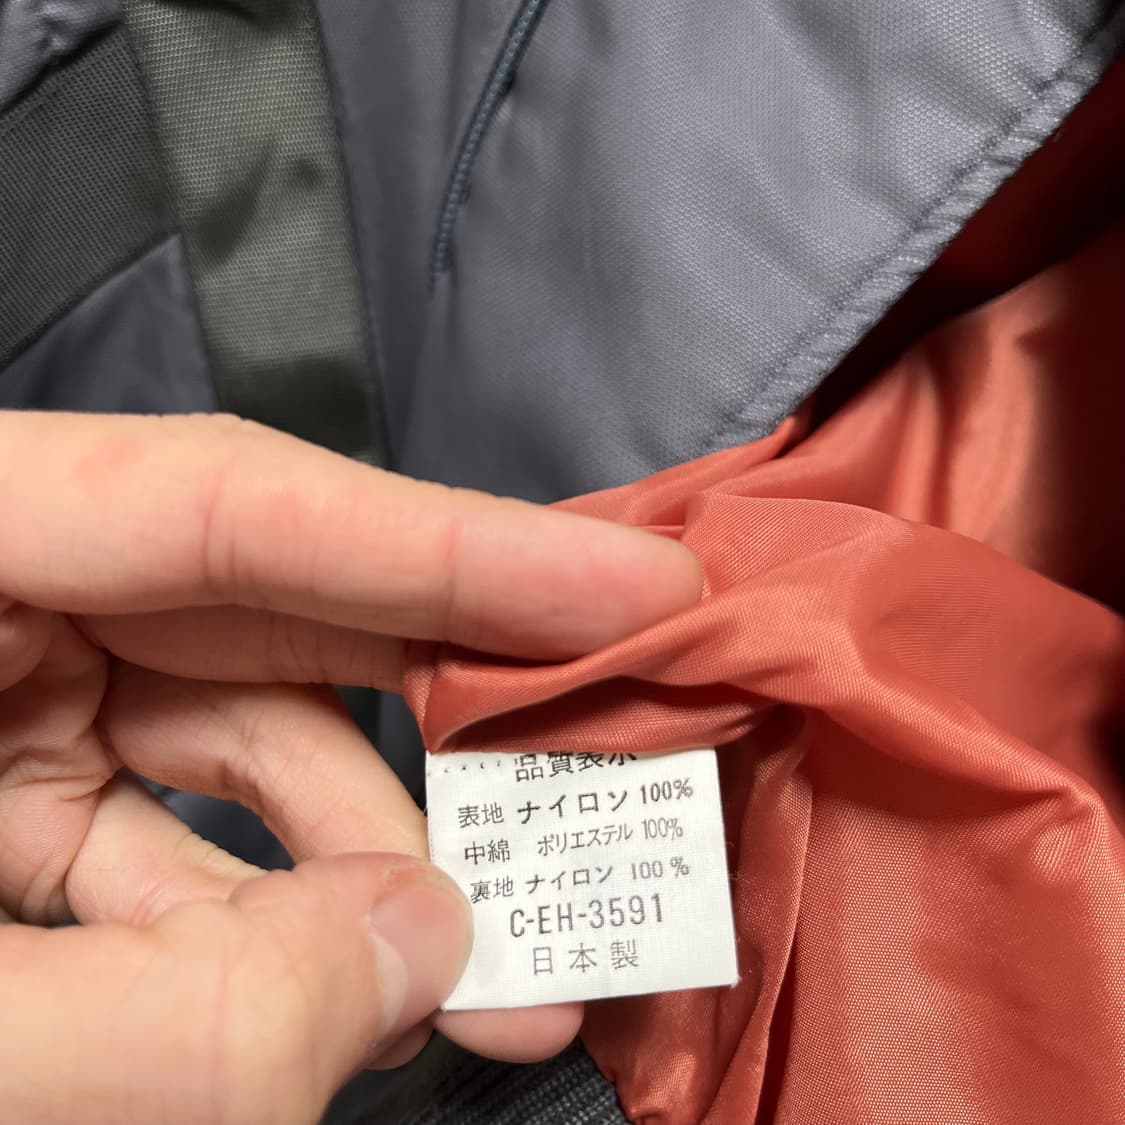 品質表示
表地 ナイロン 100%
中綿 ポリエステル 100%
裏地 ナイロン 100%
C-EH-3591
日本製